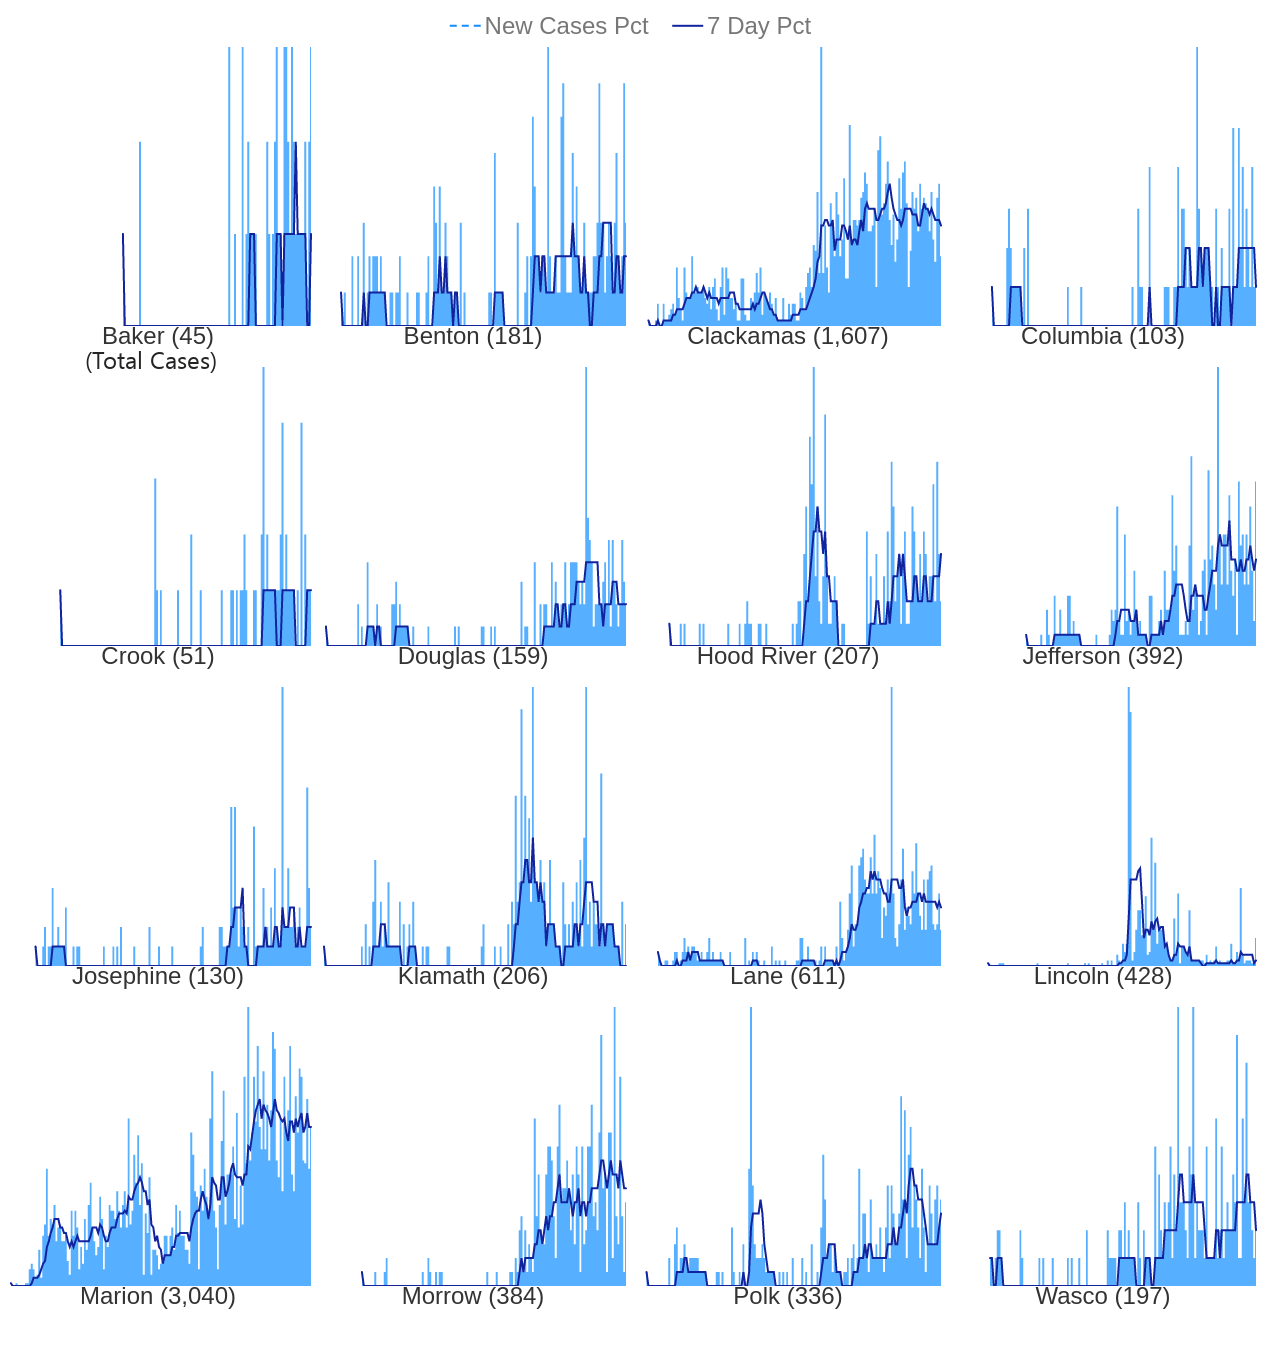 New Cases Pct 7 Day Pct
Baker (45) Benton (181) Clackamas (1,607) Columbia (103)
(Total Cases)
Crook (51) Douglas (159) Hood River (207) Jefferson (392)
Josephine (130) Klamath (206) Lane (611) Lincoln (428)
Marion (3,040) Morrow (384) Polk (336) Wasco (197)